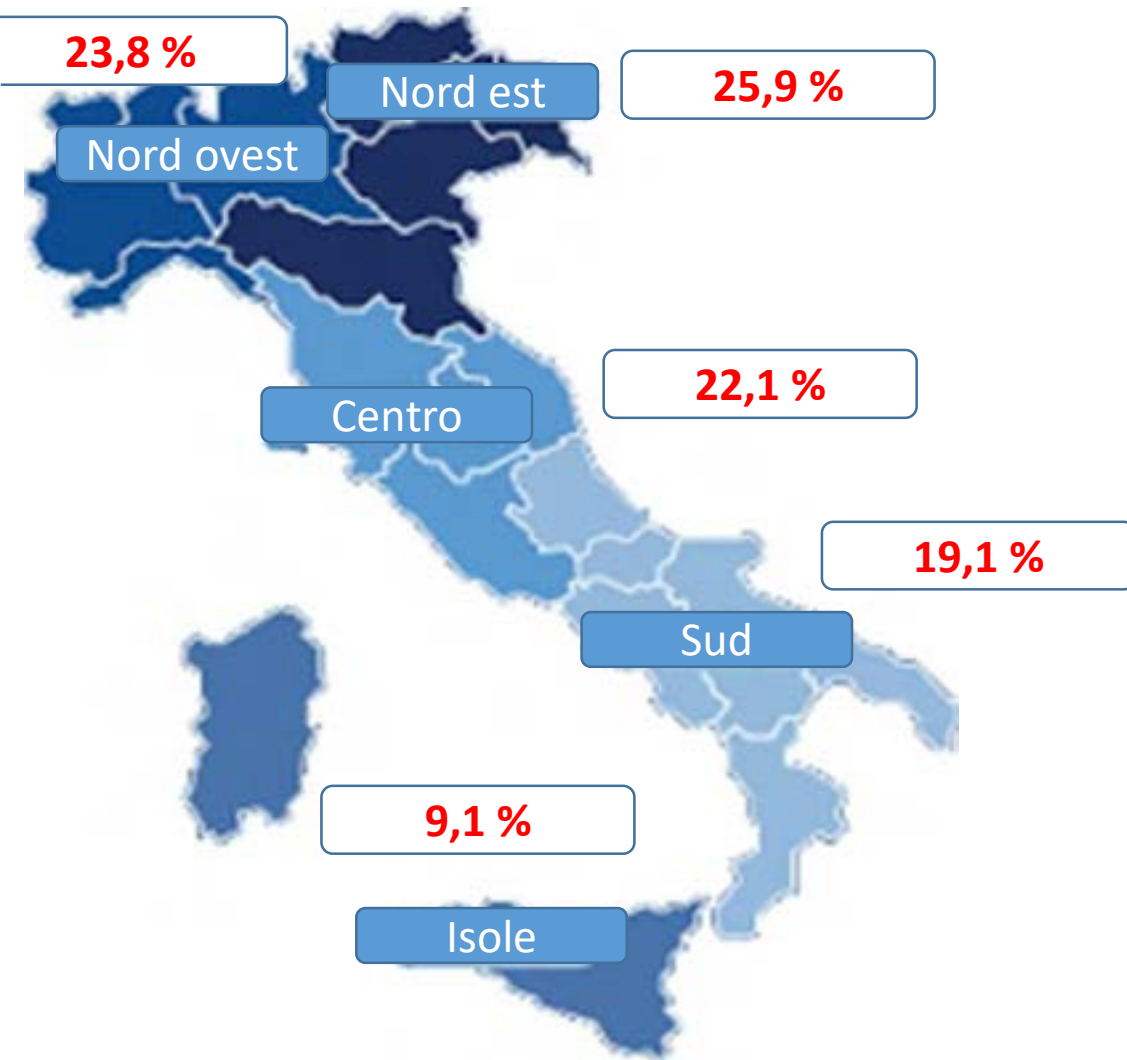 23,8 %
Nord est
25,9 %
Nord ovest
22,1 %
Centro
19,1 %
Sud
9,1 %
Isole